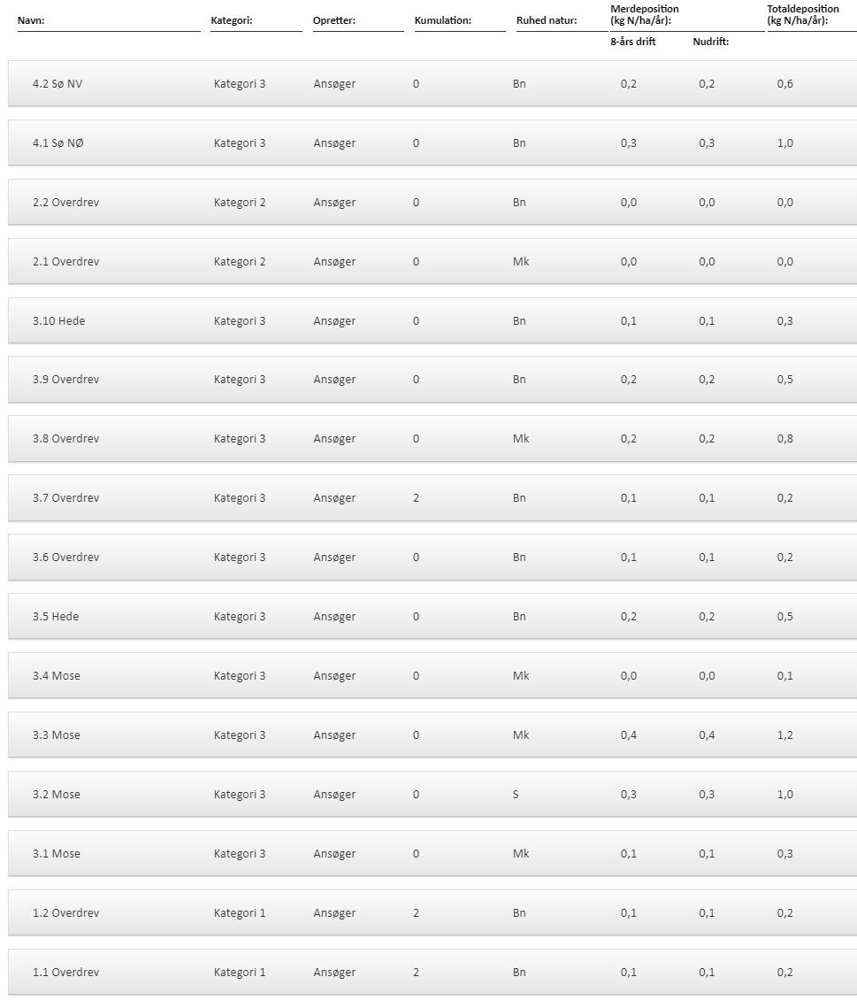 Navn: Kategori: Opretter: Kumulation: Ruhed natur: Merdeposition (kg N/ha/år): Totaldeposition (kg N/ha/år):
8-års drift Nudrift:
4.2 Sø NV Kategori 3 Ansøger 0 Bn 0,2 0,2 0,6
4.1 Sø NØ Kategori 3 Ansøger 0 Bn 0,3 0,3 1,0
2.2 Overdrev Kategori 2 Ansøger 0 Bn 0,0 0,0 0,0
2.1 Overdrev Kategori 2 Ansøger 0 Mk 0,0 0,0 0,0
3.10 Hede Kategori 3 Ansøger 0 Bn 0,1 0,1 0,3
3.9 Overdrev Kategori 3 Ansøger 0 Bn 0,2 0,2 0,5
3.8 Overdrev Kategori 3 Ansøger 0 Mk 0,2 0,2 0,8
3.7 Overdrev Kategori 3 Ansøger 2 Bn 0,1 0,1 0,2
3.6 Overdrev Kategori 3 Ansøger 0 Bn 0,1 0,1 0,2
3.5 Hede Kategori 3 Ansøger 0 Bn 0,2 0,2 0,5
3.4 Mose Kategori 3 Ansøger 0 Mk 0,0 0,0 0,1
3.3 Mose Kategori 3 Ansøger 0 Mk 0,4 0,4 1,2
3.2 Mose Kategori 3 Ansøger 0 S 0,3 0,3 1,0
3.1 Mose Kategori 3 Ansøger 0 Mk 0,1 0,1 0,3
1.2 Overdrev Kategori 1 Ansøger 2 Bn 0,1 0,1 0,2
1.1 Overdrev Kategori 1 Ansøger 2 Bn 0,1 0,1 0,2